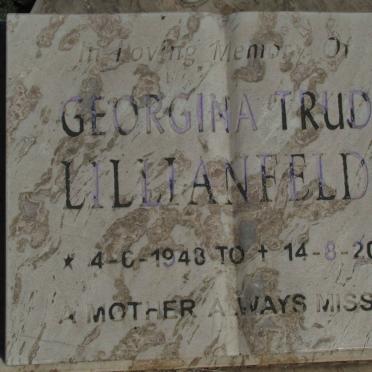 In Loving Memory Of
GEORGINA TRUD
LILLIANFELD
★ 4-6-1948 TO ✝ 14-8-20
A MOTHER ALWAYS MISS